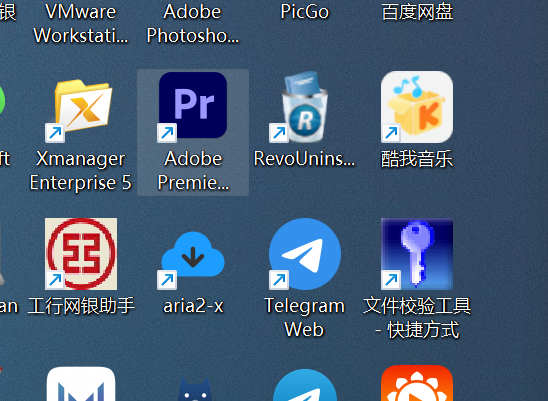 银
VMware
Workstati...
Adobe
Photosho...
PicGo
百度网盘
ft
Xmanager
Enterprise 5
Pr
Adobe
Premie...
R
RevoUnins...
K
酷我音乐
an
工行网银助手
aria2-x
Telegram
Web
文件校验工具
- 快捷方式